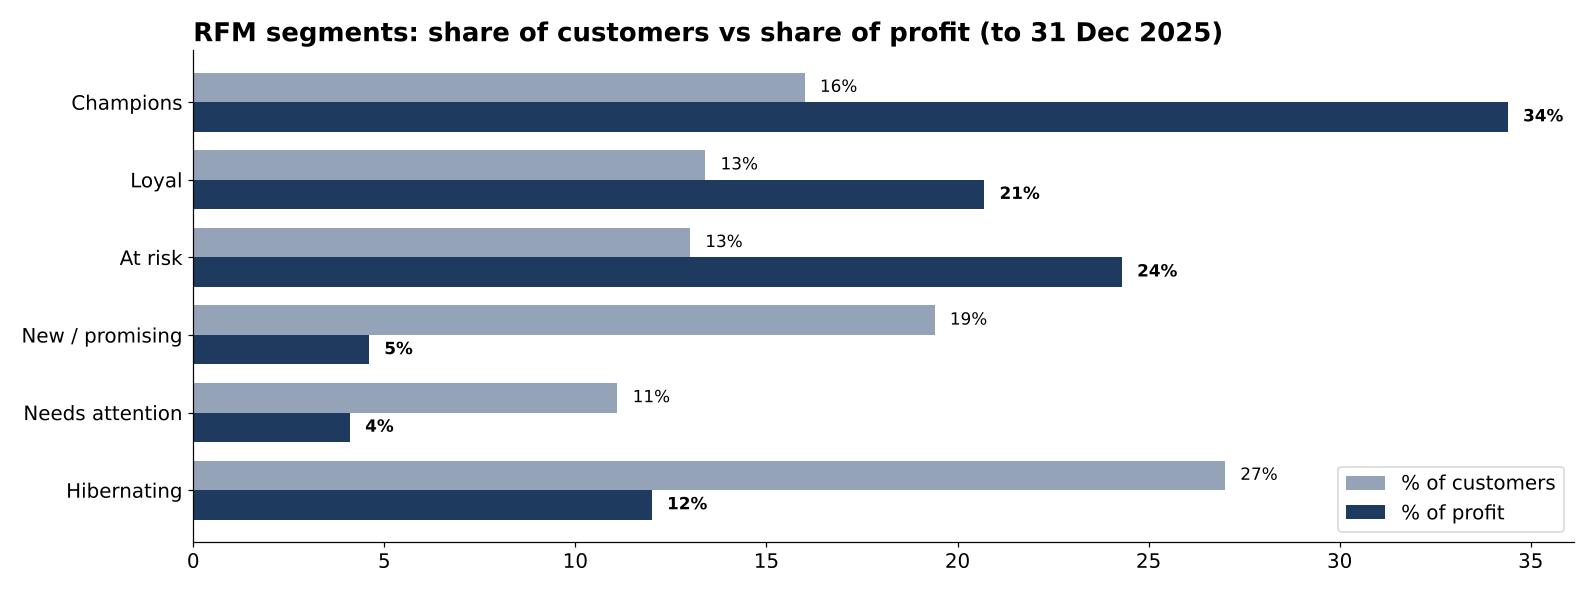 RFM segments: share of customers vs share of profit (to 31 Dec 2025)
Champions
16%
34%
Loyal
13%
21%
At risk
13%
24%
New / promising
19%
5%
Needs attention
11%
4%
Hibernating
27%
12%
% of customers
% of profit
0 5 10 15 20 25 30 35